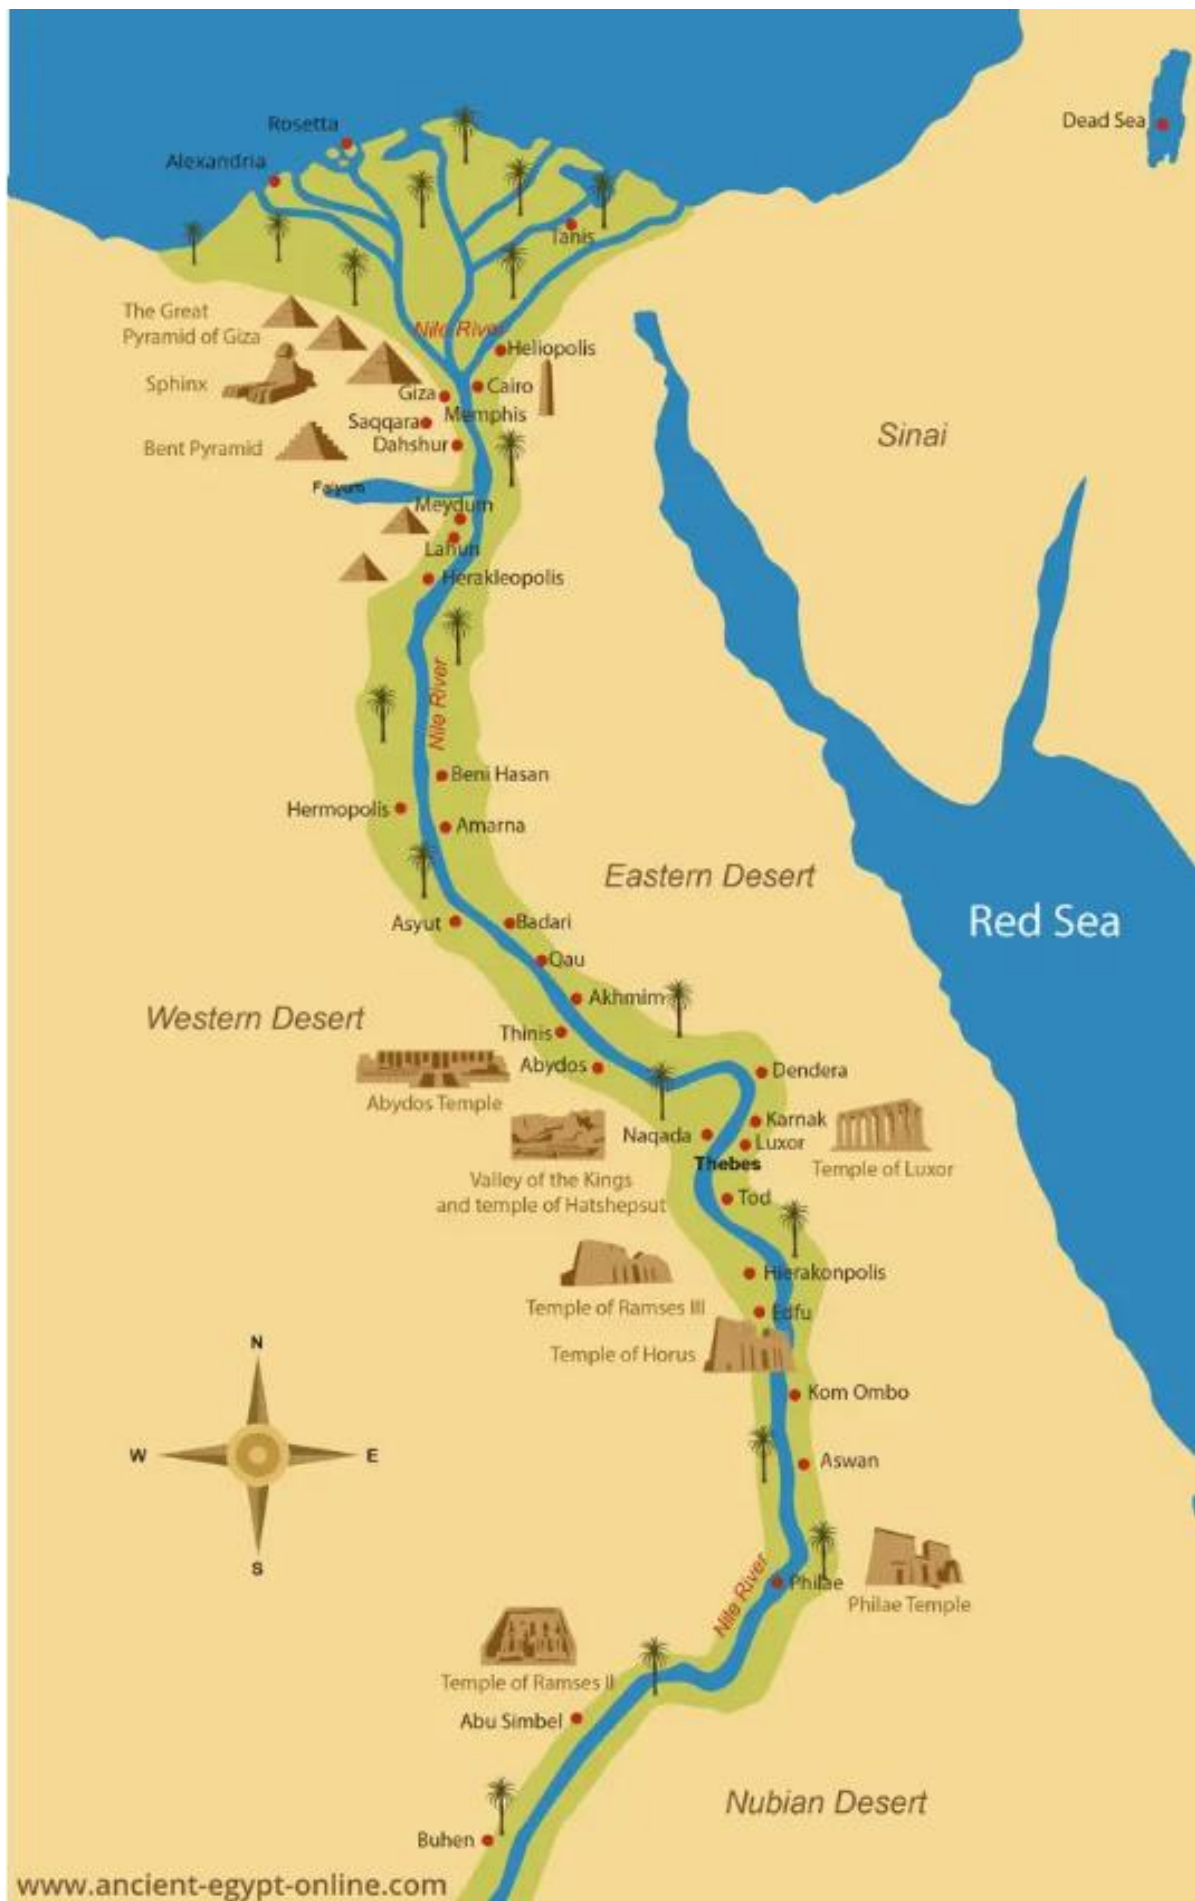 Rosetta
Dead Sea
Alexandria
Tanis
The Great
Pyramid of Giza
Nile River
Heliopolis
Sphinx
Cairo
Giza
Memphis
Saqqara
Sinai
Dahshur
Bent Pyramid
Faiyum
Meydum
Lahun
Herakleopolis
Nile River
Beni Hasan
Hermopolis
Amarna
Eastern Desert
Asyut
Badari
Red Sea
Qau
Akhmim
Western Desert
Thinis
Abydos
Dendera
Abydos Temple
Karnak
Naqada
Luxor
Thebes
Temple of Luxor
Valley of the Kings
and temple of Hatshepsut
Tod
Hierakonpolis
Temple of Ramses III
Edfu
N
Temple of Horus
Kom Ombo
W
E
Aswan
S
Nile River
Philae
Philae Temple
Temple of Ramses II
Abu Simbel
Nubian Desert
Buhen
www.ancient-egypt-online.com